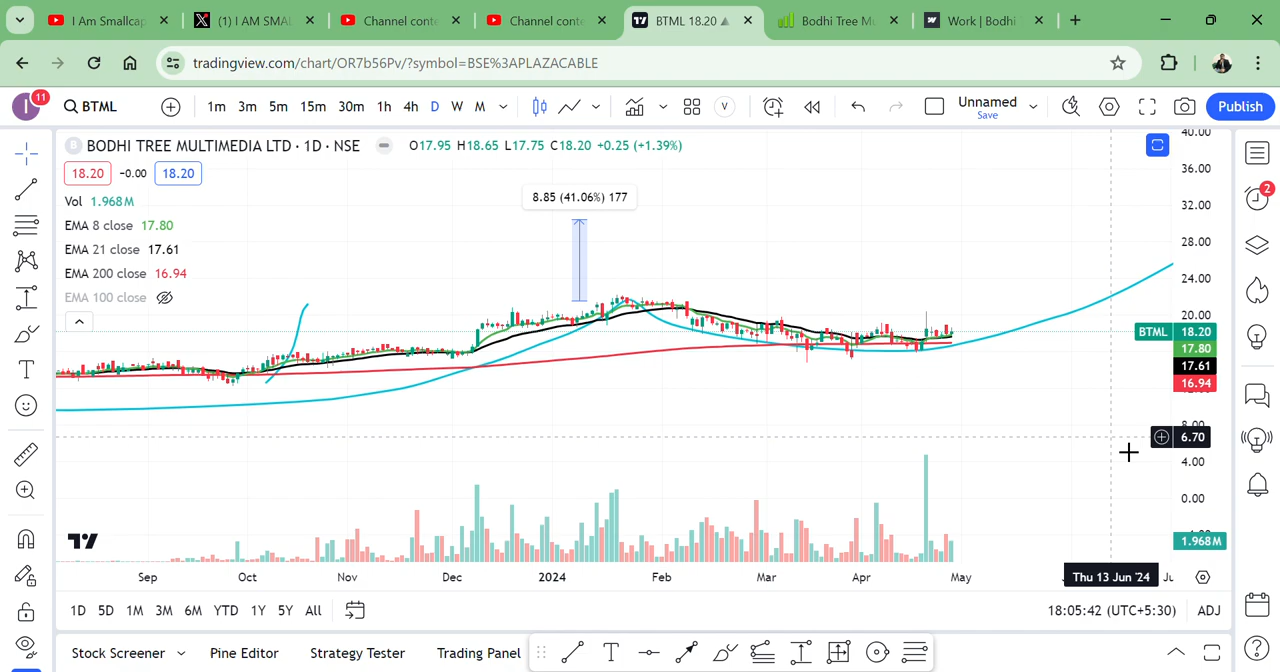 I Am Smallcap
(1) I AM SMAL
Channel conte
Channel conte
BTML 18.20
Bodhi Tree Mu
Work | Bodhi
tradingview.com/chart/OR7b56Pv/?symbol=BSE%3APLAZACABLE
I
11
BTML
1m 3m 5m 15m 30m 1h 4h D W M
V
Unnamed
Save
Publish
B BODHI TREE MULTIMEDIA LTD · 1D · NSE
O17.95 H18.65 L17.75 C18.20 +0.25 (+1.39%)
18.20 -0.00 18.20
Vol 1.968M
EMA 8 close 17.80
EMA 21 close 17.61
EMA 200 close 16.94
EMA 100 close
8.85 (41.06%) 177
40.00
36.00
32.00
28.00
24.00
20.00
BTML 18.20
17.80
17.61
16.94
8.00
6.70
4.00
0.00
1.968M
2
Sep Oct Nov Dec 2024 Feb Mar Apr May
Thu 13 Jun '24
1D 5D 1M 3M 6M YTD 1Y 5Y All
18:05:42 (UTC+5:30) ADJ
Stock Screener Pine Editor Strategy Tester Trading Panel